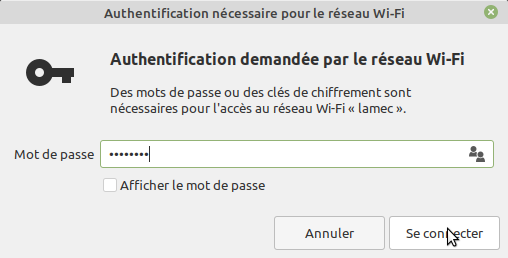 Authentification nécessaire pour le réseau Wi-Fi
Authentification demandée par le réseau Wi-Fi
Des mots de passe ou des clés de chiffrement sont
nécessaires pour l'accès au réseau Wi-Fi « lamec ».
Mot de passe ••••••••
Afficher le mot de passe
Annuler Se connecter